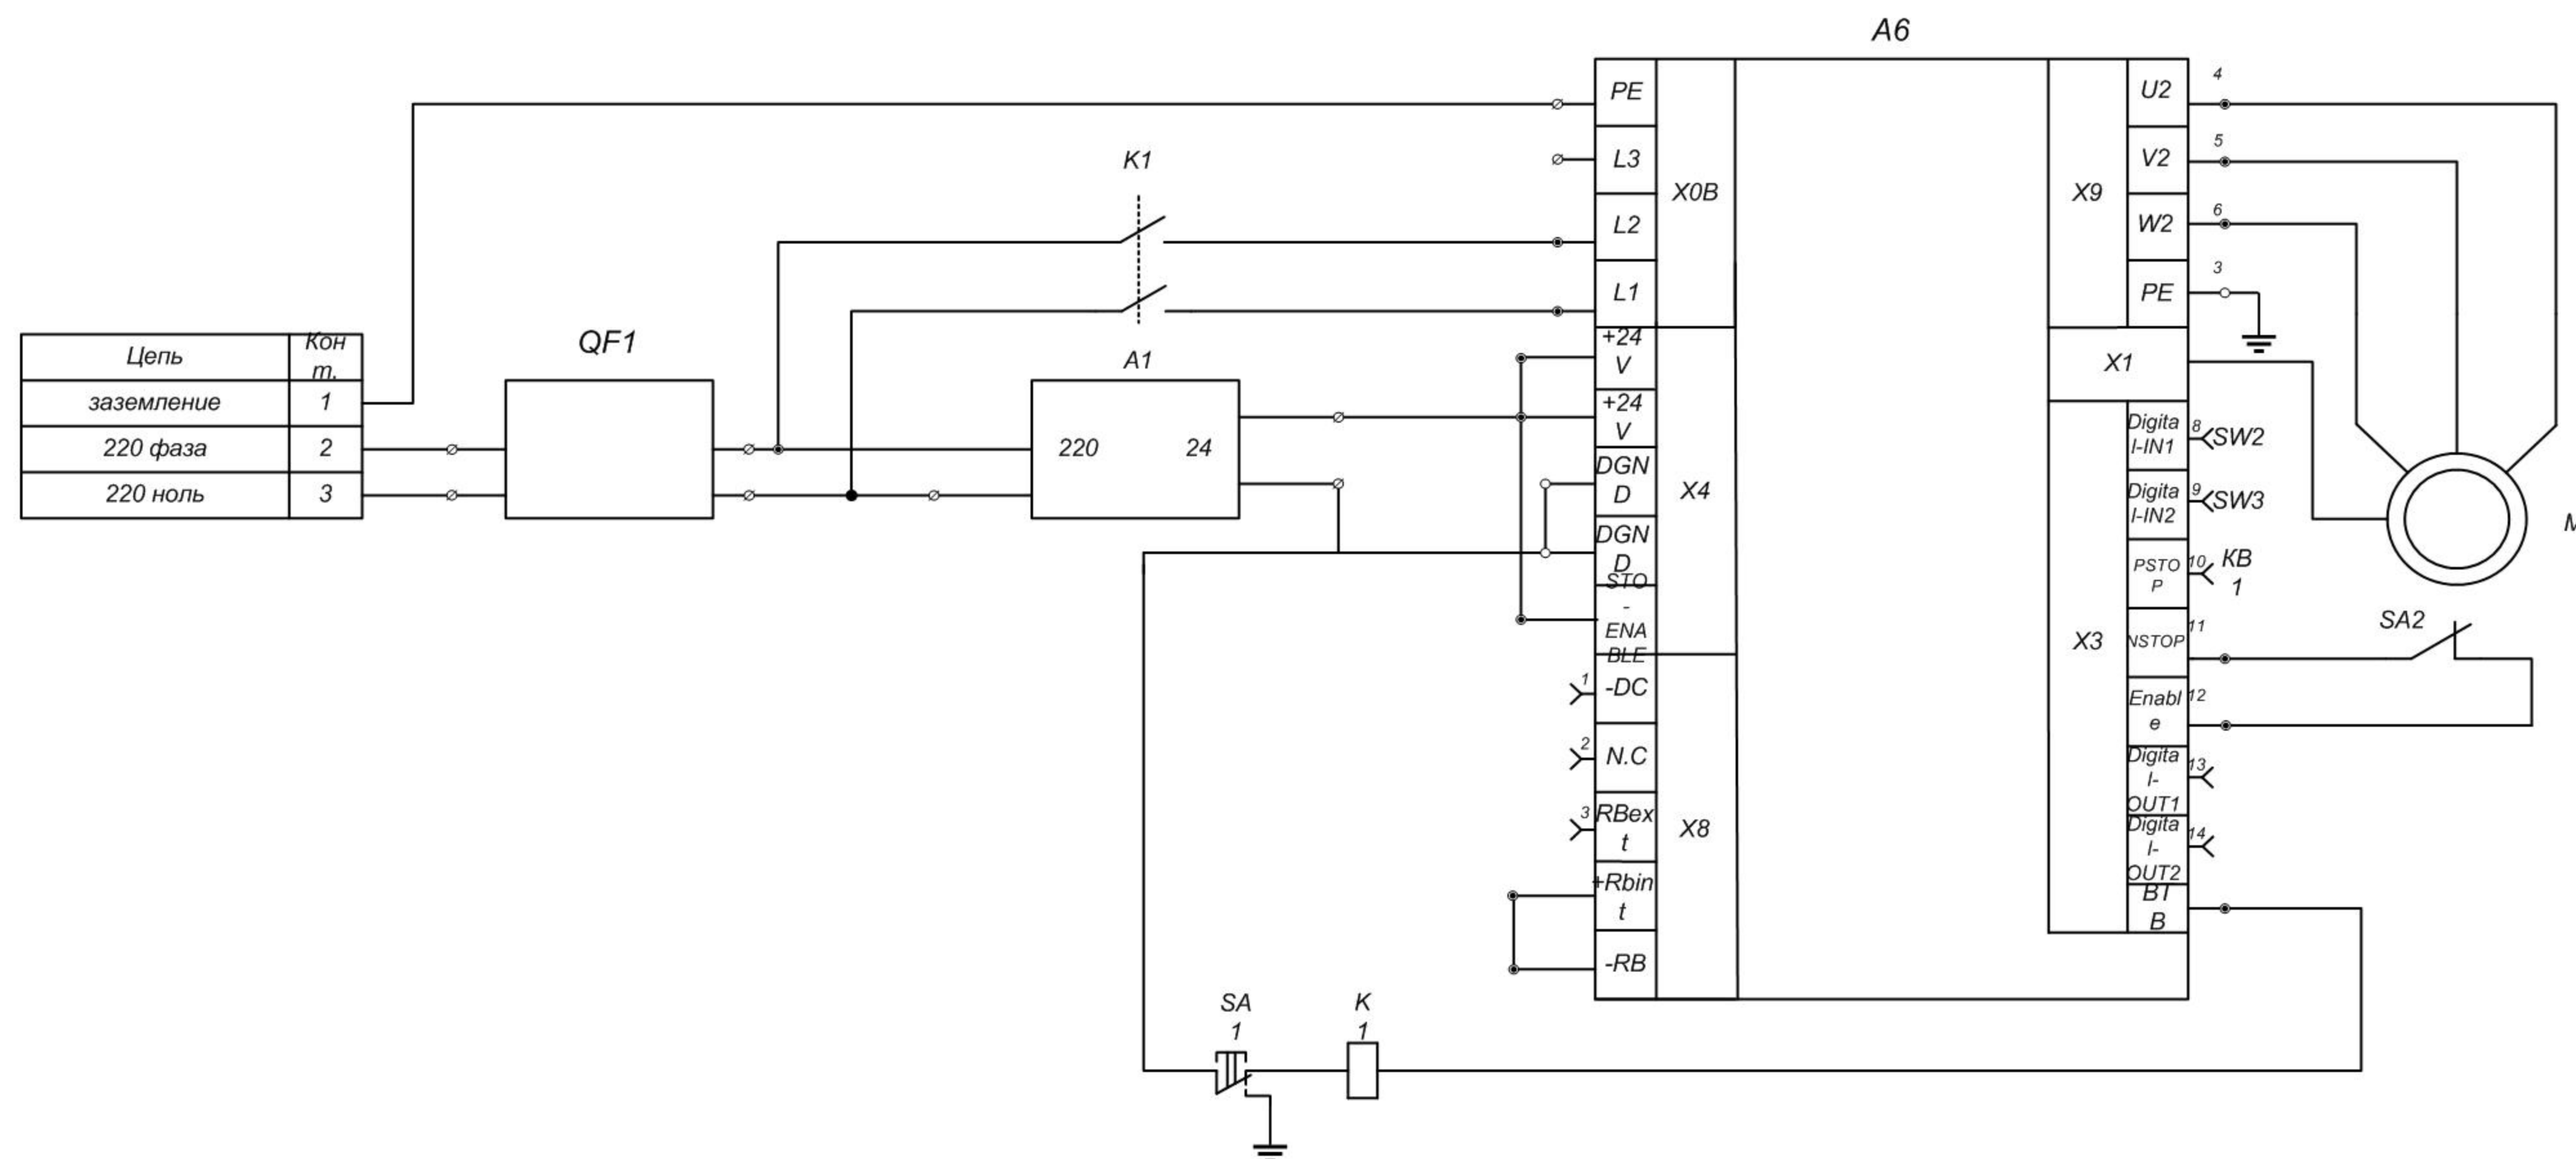 A6
K1
QF1
A1
Цепь
Кон
т.
заземление
1
220 фаза
2
220 ноль
3
220
24
PE
L3
L2
L1
X0B
+24
V
+24
V
DGN
D
DGN
D
STO
-
ENA
BLE
X4
1
-DC
2
N.C
3
RBex
t
+Rbin
t
-RB
X8
X9
U2
4
V2
5
W2
6
PE
3
X1
X3
Digita
l-IN1
8
SW2
Digita
l-IN2
9
SW3
PSTO
P
10
КВ
1
NSTOP
11
SA2
Enabl
e
12
Digita
l-
OUT1
13
Digita
l-
OUT2
14
BT
B
M
SA
1
K
1